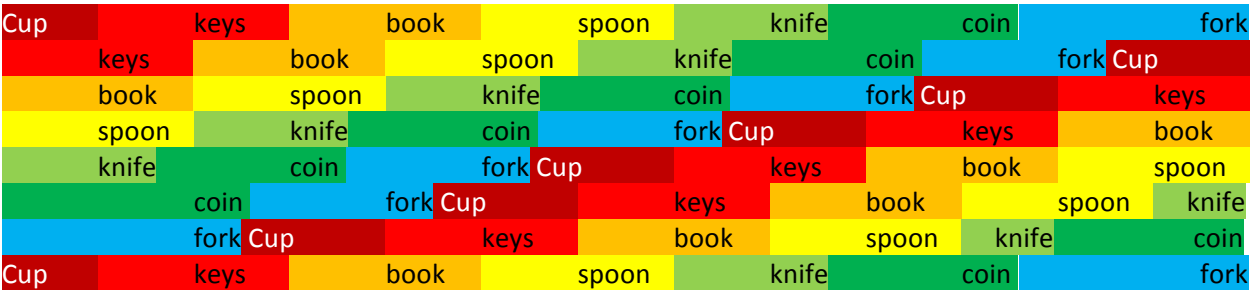 Cup keys book spoon knife coin fork
keys book spoon knife coin fork Cup
book spoon knife coin fork Cup keys
spoon knife coin fork Cup keys book
knife coin fork Cup keys book spoon
coin fork Cup keys book spoon knife
fork Cup keys book spoon knife coin
Cup keys book spoon knife coin fork